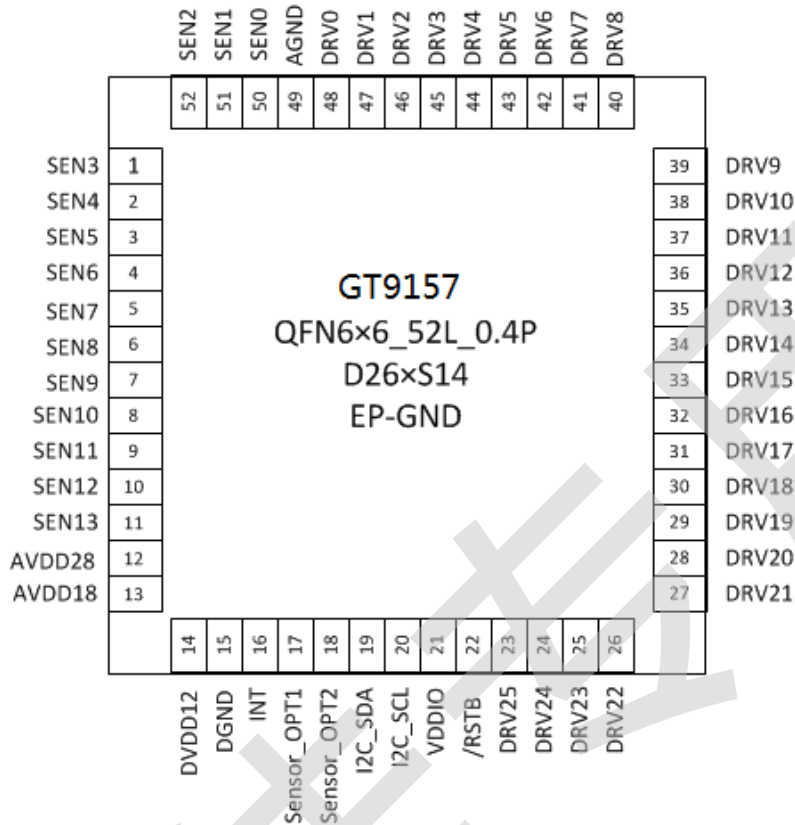 SEN2 SEN1 SEN0 AGND DRV0 DRV1 DRV2 DRV3 DRV4 DRV5 DRV6 DRV7 DRV8
52 51 50 49 48 47 46 45 44 43 42 41 40
SEN3 1 39 DRV9
SEN4 2 38 DRV10
SEN5 3 37 DRV11
SEN6 4 36 DRV12
GT9157
SEN7 5 35 DRV13
QFN6×6_52L_0.4P
SEN8 6 34 DRV14
D26×S14
SEN9 7 33 DRV15
EP-GND
SEN10 8 32 DRV16
SEN11 9 31 DRV17
SEN12 10 30 DRV18
SEN13 11 29 DRV19
AVDD28 12 28 DRV20
AVDD18 13 27 DRV21
14 15 16 17 18 19 20 21 22 23 24 25 26
DVDD12 DGND INT Sensor_OPT1 Sensor_OPT2 I2C_SDA I2C_SCL VDDIO /RSTB DRV25 DRV24 DRV23 DRV22